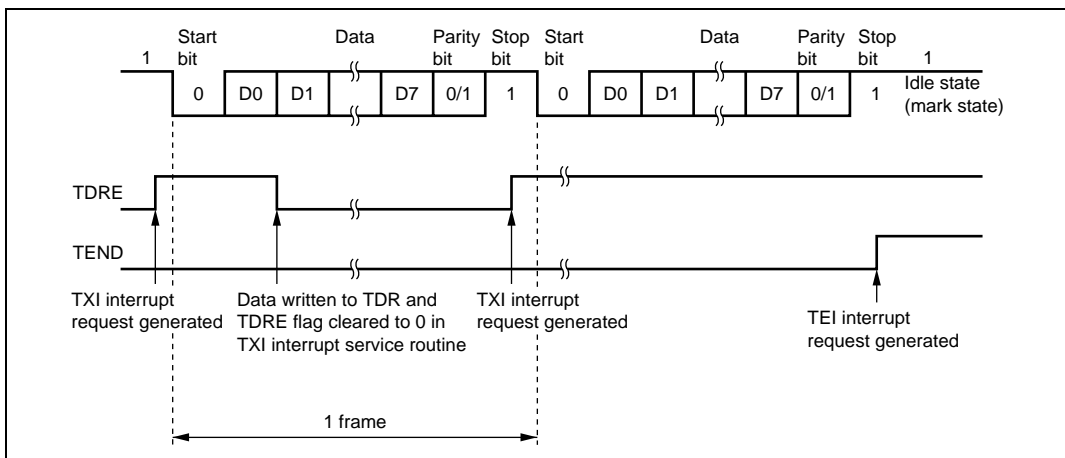 1
Start
bit
Data
Parity
bit
Stop
bit
Start
bit
Data
Parity
bit
Stop
bit
1
0
D0
D1
D7
0/1
1
0
D0
D1
D7
0/1
1
Idle state
(mark state)
TDRE
TEND
TXI interrupt
request generated
Data written to TDR and
TDRE flag cleared to 0 in
TXI interrupt service routine
TXI interrupt
request generated
TEI interrupt
request generated
1 frame